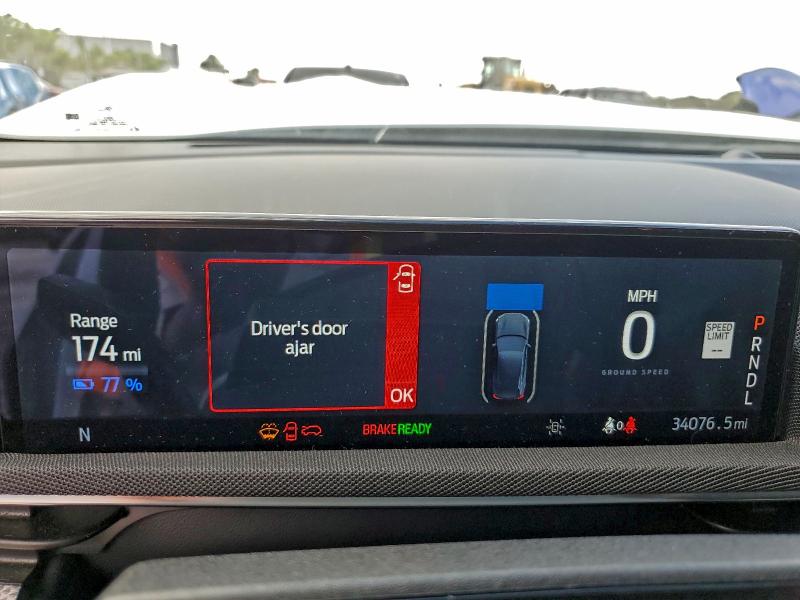 Range
174 mi
77 %
N
Driver's door
ajar
OK
BRAKE READY
MPH
0
GROUND SPEED
SPEED
LIMIT
--
0
P
R
N
D
L
34076.5 mi